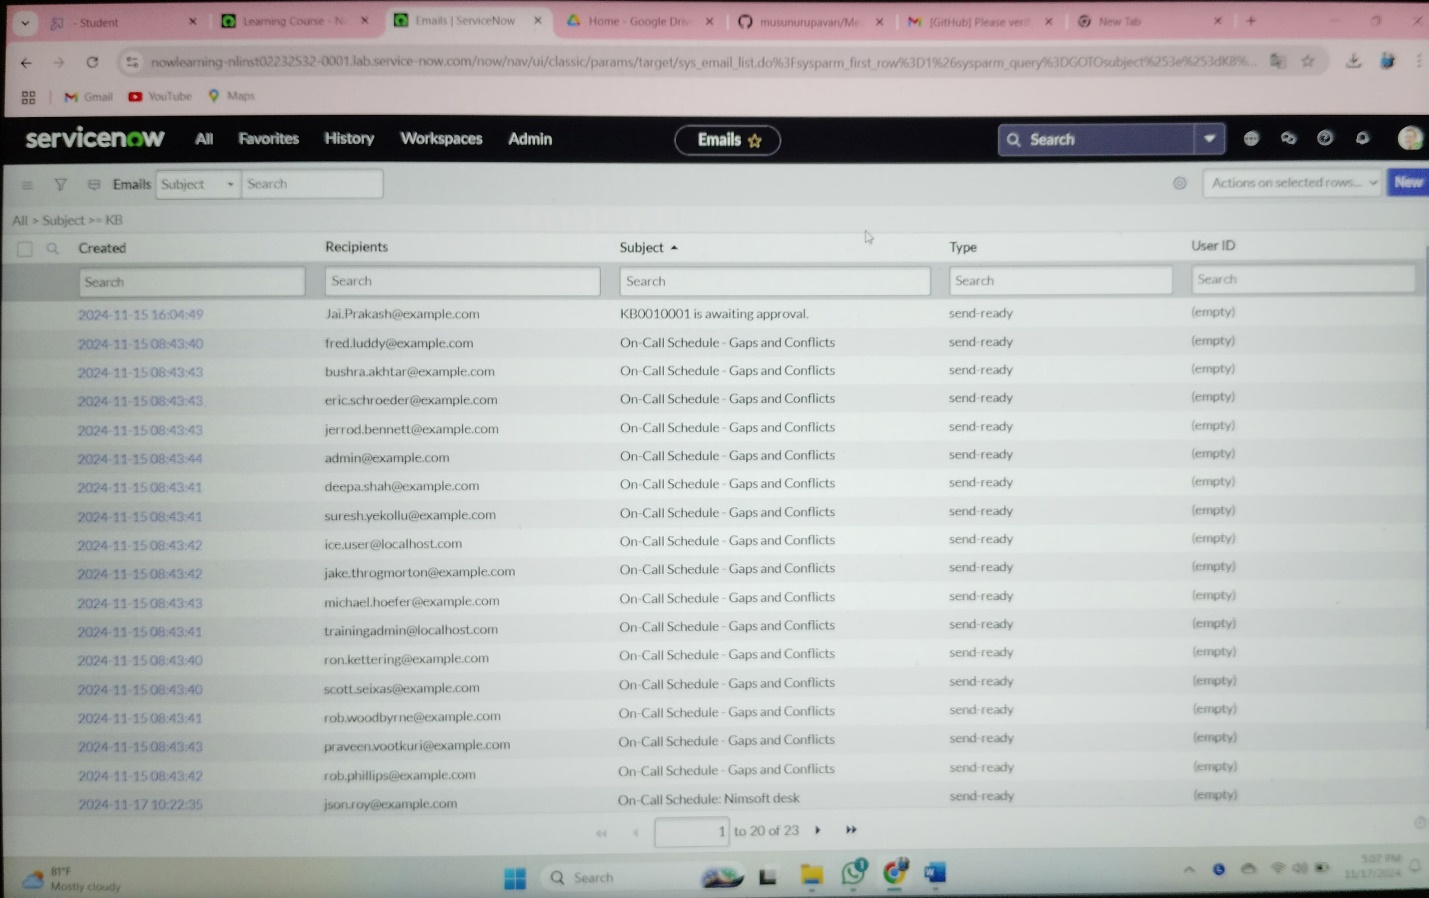 - Student
Learning Course - N
Emails | ServiceNow
Home - Google Driv
musunurupavan/Me
[GitHub] Please veri
New Tab
nowlearning-nlinst02232532-0001.lab.service-now.com/now/nav/ui/classic/params/target/sys_email_list.do%3Fsysparm_first_row%3D1%26sysparm_query%3DGOTOsubject%253e%253dKB%...
Gmail YouTube Maps
servicenow All Favorites History Workspaces Admin Emails Search
Emails Subject Search Actions on selected rows... New
All > Subject >= KB
Created Recipients Subject Type User ID
Search Search Search Search Search
2024-11-15 16:04:49 Jai.Prakash@example.com KB0010001 is awaiting approval. send-ready (empty)
2024-11-15 08:43:40 fred.luddy@example.com On-Call Schedule - Gaps and Conflicts send-ready (empty)
2024-11-15 08:43:43 bushra.akhtar@example.com On-Call Schedule - Gaps and Conflicts send-ready (empty)
2024-11-15 08:43:43 eric.schroeder@example.com On-Call Schedule - Gaps and Conflicts send-ready (empty)
2024-11-15 08:43:43 jerrod.bennett@example.com On-Call Schedule - Gaps and Conflicts send-ready (empty)
2024-11-15 08:43:44 admin@example.com On-Call Schedule - Gaps and Conflicts send-ready (empty)
2024-11-15 08:43:41 deepa.shah@example.com On-Call Schedule - Gaps and Conflicts send-ready (empty)
2024-11-15 08:43:41 suresh.yekollu@example.com On-Call Schedule - Gaps and Conflicts send-ready (empty)
2024-11-15 08:43:42 ice.user@localhost.com On-Call Schedule - Gaps and Conflicts send-ready (empty)
2024-11-15 08:43:42 jake.throgmorton@example.com On-Call Schedule - Gaps and Conflicts send-ready (empty)
2024-11-15 08:43:43 michael.hoefer@example.com On-Call Schedule - Gaps and Conflicts send-ready (empty)
2024-11-15 08:43:41 trainingadmin@localhost.com On-Call Schedule - Gaps and Conflicts send-ready (empty)
2024-11-15 08:43:40 ron.kettering@example.com On-Call Schedule - Gaps and Conflicts send-ready (empty)
2024-11-15 08:43:40 scott.seixas@example.com On-Call Schedule - Gaps and Conflicts send-ready (empty)
2024-11-15 08:43:41 rob.woodbyrne@example.com On-Call Schedule - Gaps and Conflicts send-ready (empty)
2024-11-15 08:43:43 praveen.vootkuri@example.com On-Call Schedule - Gaps and Conflicts send-ready (empty)
2024-11-15 08:43:42 rob.phillips@example.com On-Call Schedule - Gaps and Conflicts send-ready (empty)
2024-11-17 10:22:35 json.roy@example.com On-Call Schedule: Nimsoft desk send-ready (empty)
1 to 20 of 23
81°F
Mostly cloudy
Search
5:07 PM
11/17/2024